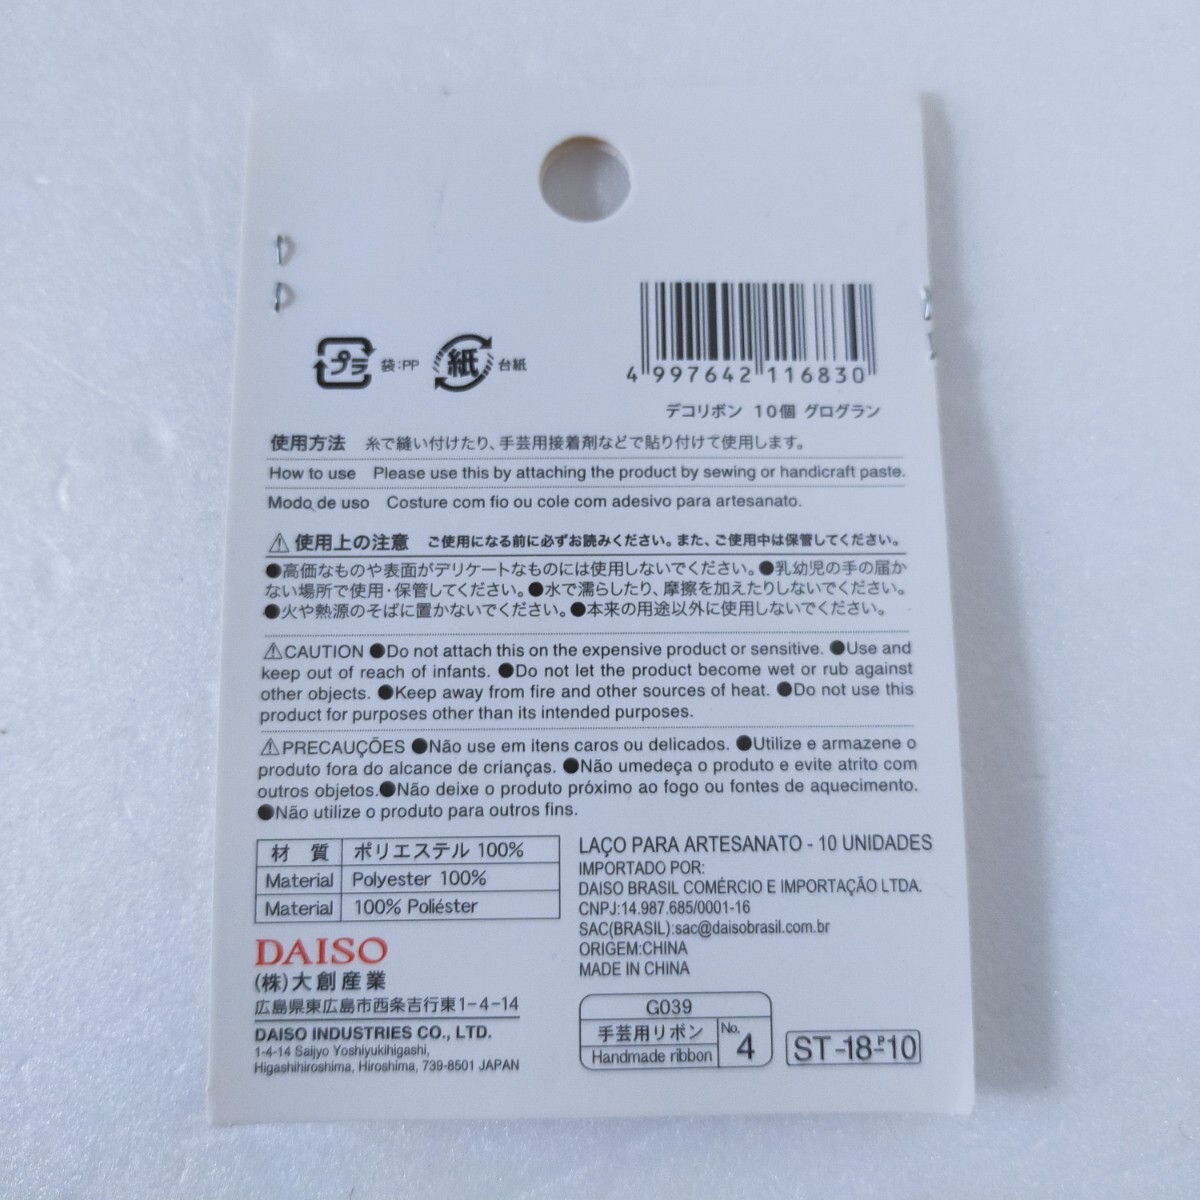 プラ 袋:PP 紙 台紙
4 997642 116830
デコリボン 10個 グログラン
使用方法 糸で縫い付けたり、手芸用接着剤などで貼り付けて使用します。
How to use Please use this by attaching the product by sewing or handicraft paste.
Modo de uso Costure com fio ou cole com adesivo para artesanato.
⚠使用上の注意 ご使用になる前に必ずお読みください。また、ご使用中は保管してください。
●高価なものや表面がデリケートなものには使用しないでください。●乳幼児の手の届か
ない場所で使用・保管してください。●水で濡らしたり、摩擦を加えたりしないでください。
●火や熱源のそばに置かないでください。●本来の用途以外に使用しないでください。
⚠CAUTION ●Do not attach this on the expensive product or sensitive. ●Use and
keep out of reach of infants. ●Do not let the product become wet or rub against
other objects. ●Keep away from fire and other sources of heat. ●Do not use this
product for purposes other than its intended purposes.
⚠PRECAUÇÕES ●Não use em itens caros ou delicados. ●Utilize e armazene o
produto fora do alcance de crianças. ●Não umedeça o produto e evite atrito com
outros objetos.●Não deixe o produto próximo ao fogo ou fontes de aquecimento.
●Não utilize o produto para outros fins.
材 質 ポリエステル 100%
Material Polyester 100%
Material 100% Poliéster
DAISO
(株)大創産業
広島県東広島市西条吉行東1-4-14
DAISO INDUSTRIES CO., LTD.
1-4-14 Saijyo Yoshiyukihigashi,
Higashihiroshima, Hiroshima, 739-8501 JAPAN
LAÇO PARA ARTESANATO - 10 UNIDADES
IMPORTADO POR:
DAISO BRASIL COMÉRCIO E IMPORTAÇÃO LTDA.
CNPJ:14.987.685/0001-16
SAC(BRASIL):sac@daisobrasil.com.br
ORIGEM:CHINA
MADE IN CHINA
G039
手芸用リボン
Handmade ribbon
No. 4
ST-18-P10